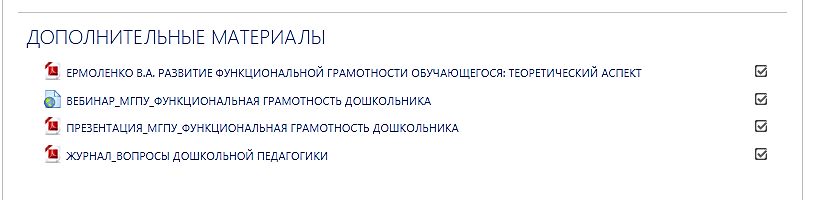 ДОПОЛНИТЕЛЬНЫЕ МАТЕРИАЛЫ
ЕРМОЛЕНКО В.А. РАЗВИТИЕ ФУНКЦИОНАЛЬНОЙ ГРАМОТНОСТИ ОБУЧАЮЩЕГОСЯ: ТЕОРЕТИЧЕСКИЙ АСПЕКТ
ВЕБИНАР_МГПУ_ФУНКЦИОНАЛЬНАЯ ГРАМОТНОСТЬ ДОШКОЛЬНИКА
ПРЕЗЕНТАЦИЯ_МГПУ_ФУНКЦИОНАЛЬНАЯ ГРАМОТНОСТЬ ДОШКОЛЬНИКА
ЖУРНАЛ_ВОПРОСЫ ДОШКОЛЬНОЙ ПЕДАГОГИКИ